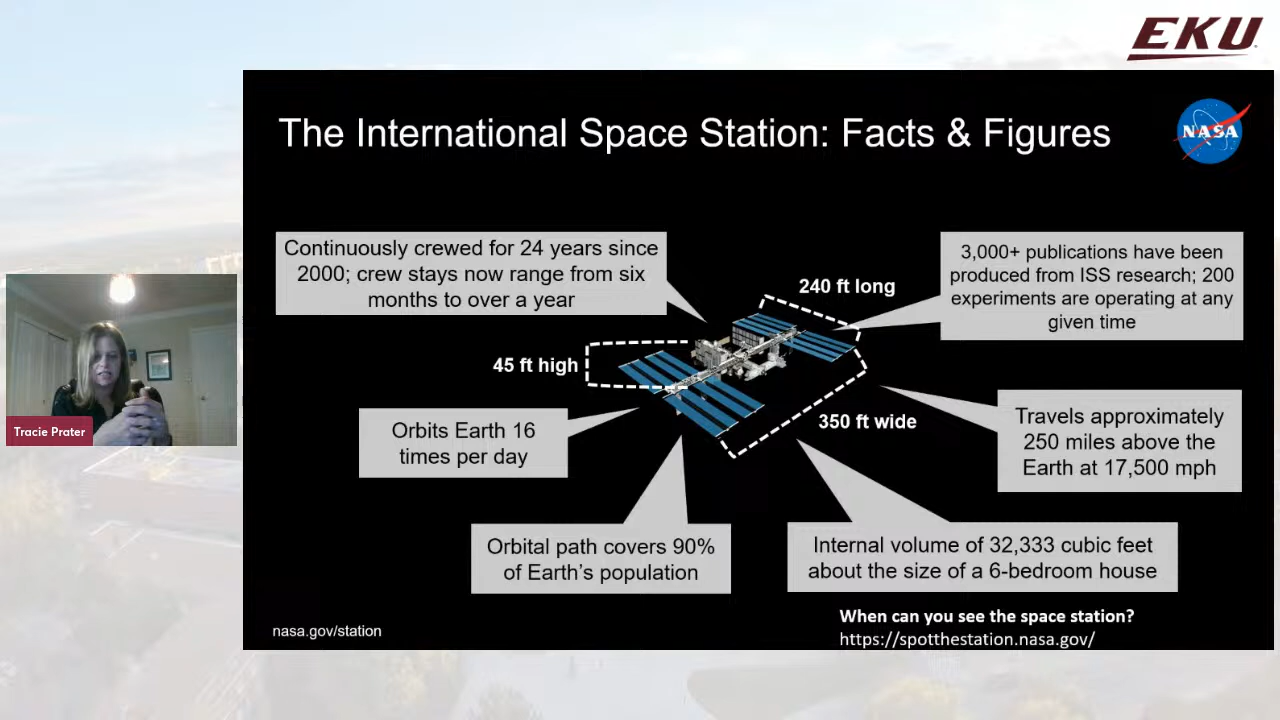 EKU
The International Space Station: Facts & Figures
NASA
Continuously crewed for 24 years since
2000; crew stays now range from six
months to over a year
3,000+ publications have been
produced from ISS research; 200
experiments are operating at any
given time
240 ft long
45 ft high
350 ft wide
Orbits Earth 16
times per day
Travels approximately
250 miles above the
Earth at 17,500 mph
Orbital path covers 90%
of Earth's population
Internal volume of 32,333 cubic feet
about the size of a 6-bedroom house
When can you see the space station?
https://spotthestation.nasa.gov/
nasa.gov/station
Tracie Prater